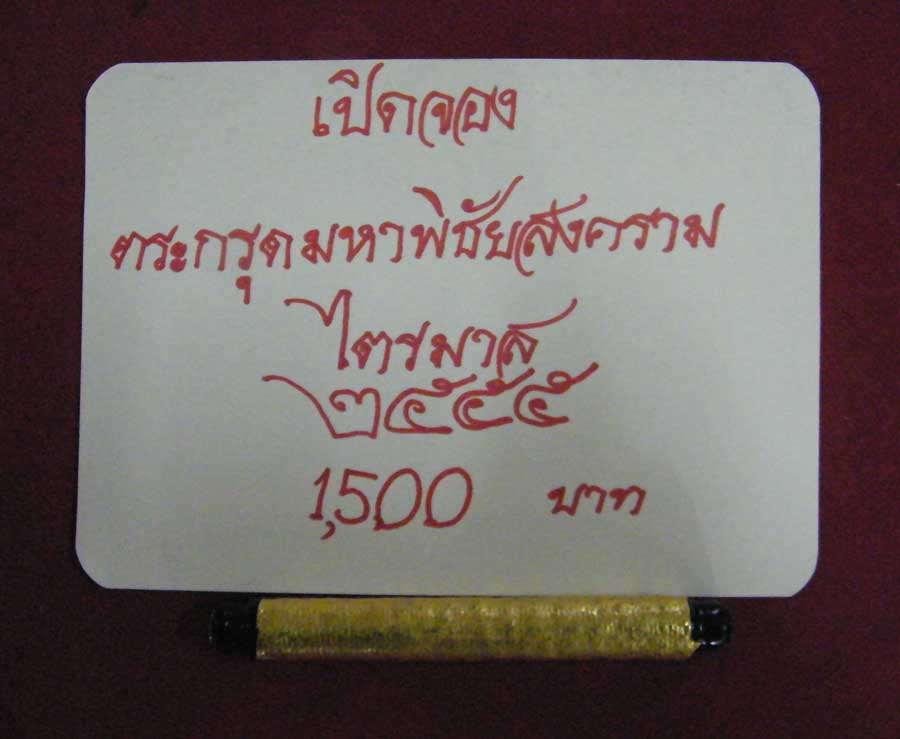 เปิดจอง
ตระกรุดมหาพิชัยสงคราม
ไตรมาส
๒๕๕๕
1,500 บาท